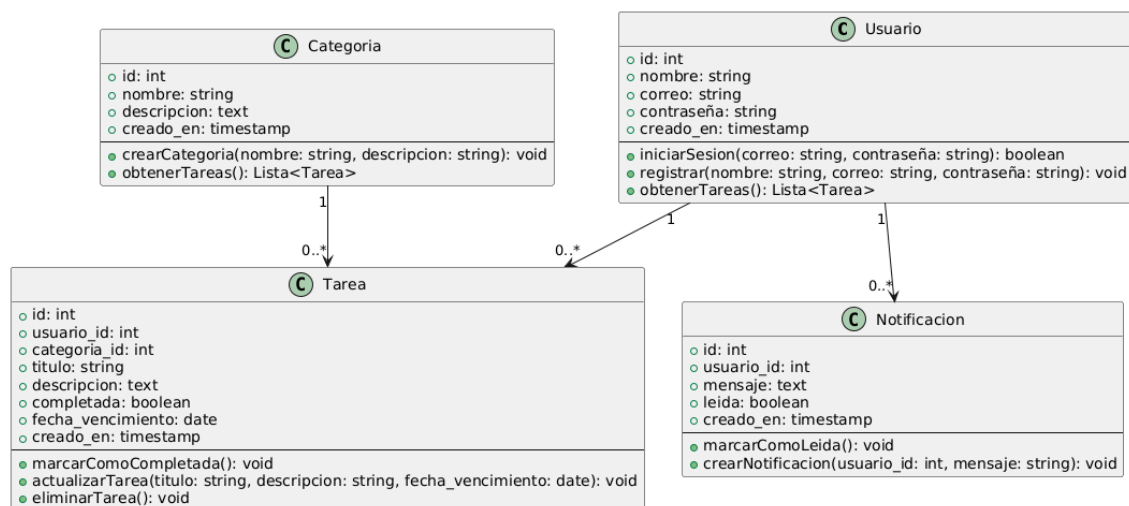 C Categoria
id: int
nombre: string
descripcion: text
creado_en: timestamp
crearCategoria(nombre: string, descripcion: string): void
obtenerTareas(): Lista<Tarea>
C Usuario
id: int
nombre: string
correo: string
contraseña: string
creado_en: timestamp
iniciarSesion(correo: string, contraseña: string): boolean
registrar(nombre: string, correo: string, contraseña: string): void
obtenerTareas(): Lista<Tarea>
1
0..*
1
0..*
1
0..*
C Tarea
id: int
usuario_id: int
categoria_id: int
titulo: string
descripcion: text
completada: boolean
fecha_vencimiento: date
creado_en: timestamp
marcarComoCompletada(): void
actualizarTarea(titulo: string, descripcion: string, fecha_vencimiento: date): void
eliminarTarea(): void
C Notificacion
id: int
usuario_id: int
mensaje: text
leida: boolean
creado_en: timestamp
marcarComoLeida(): void
crearNotificacion(usuario_id: int, mensaje: string): void